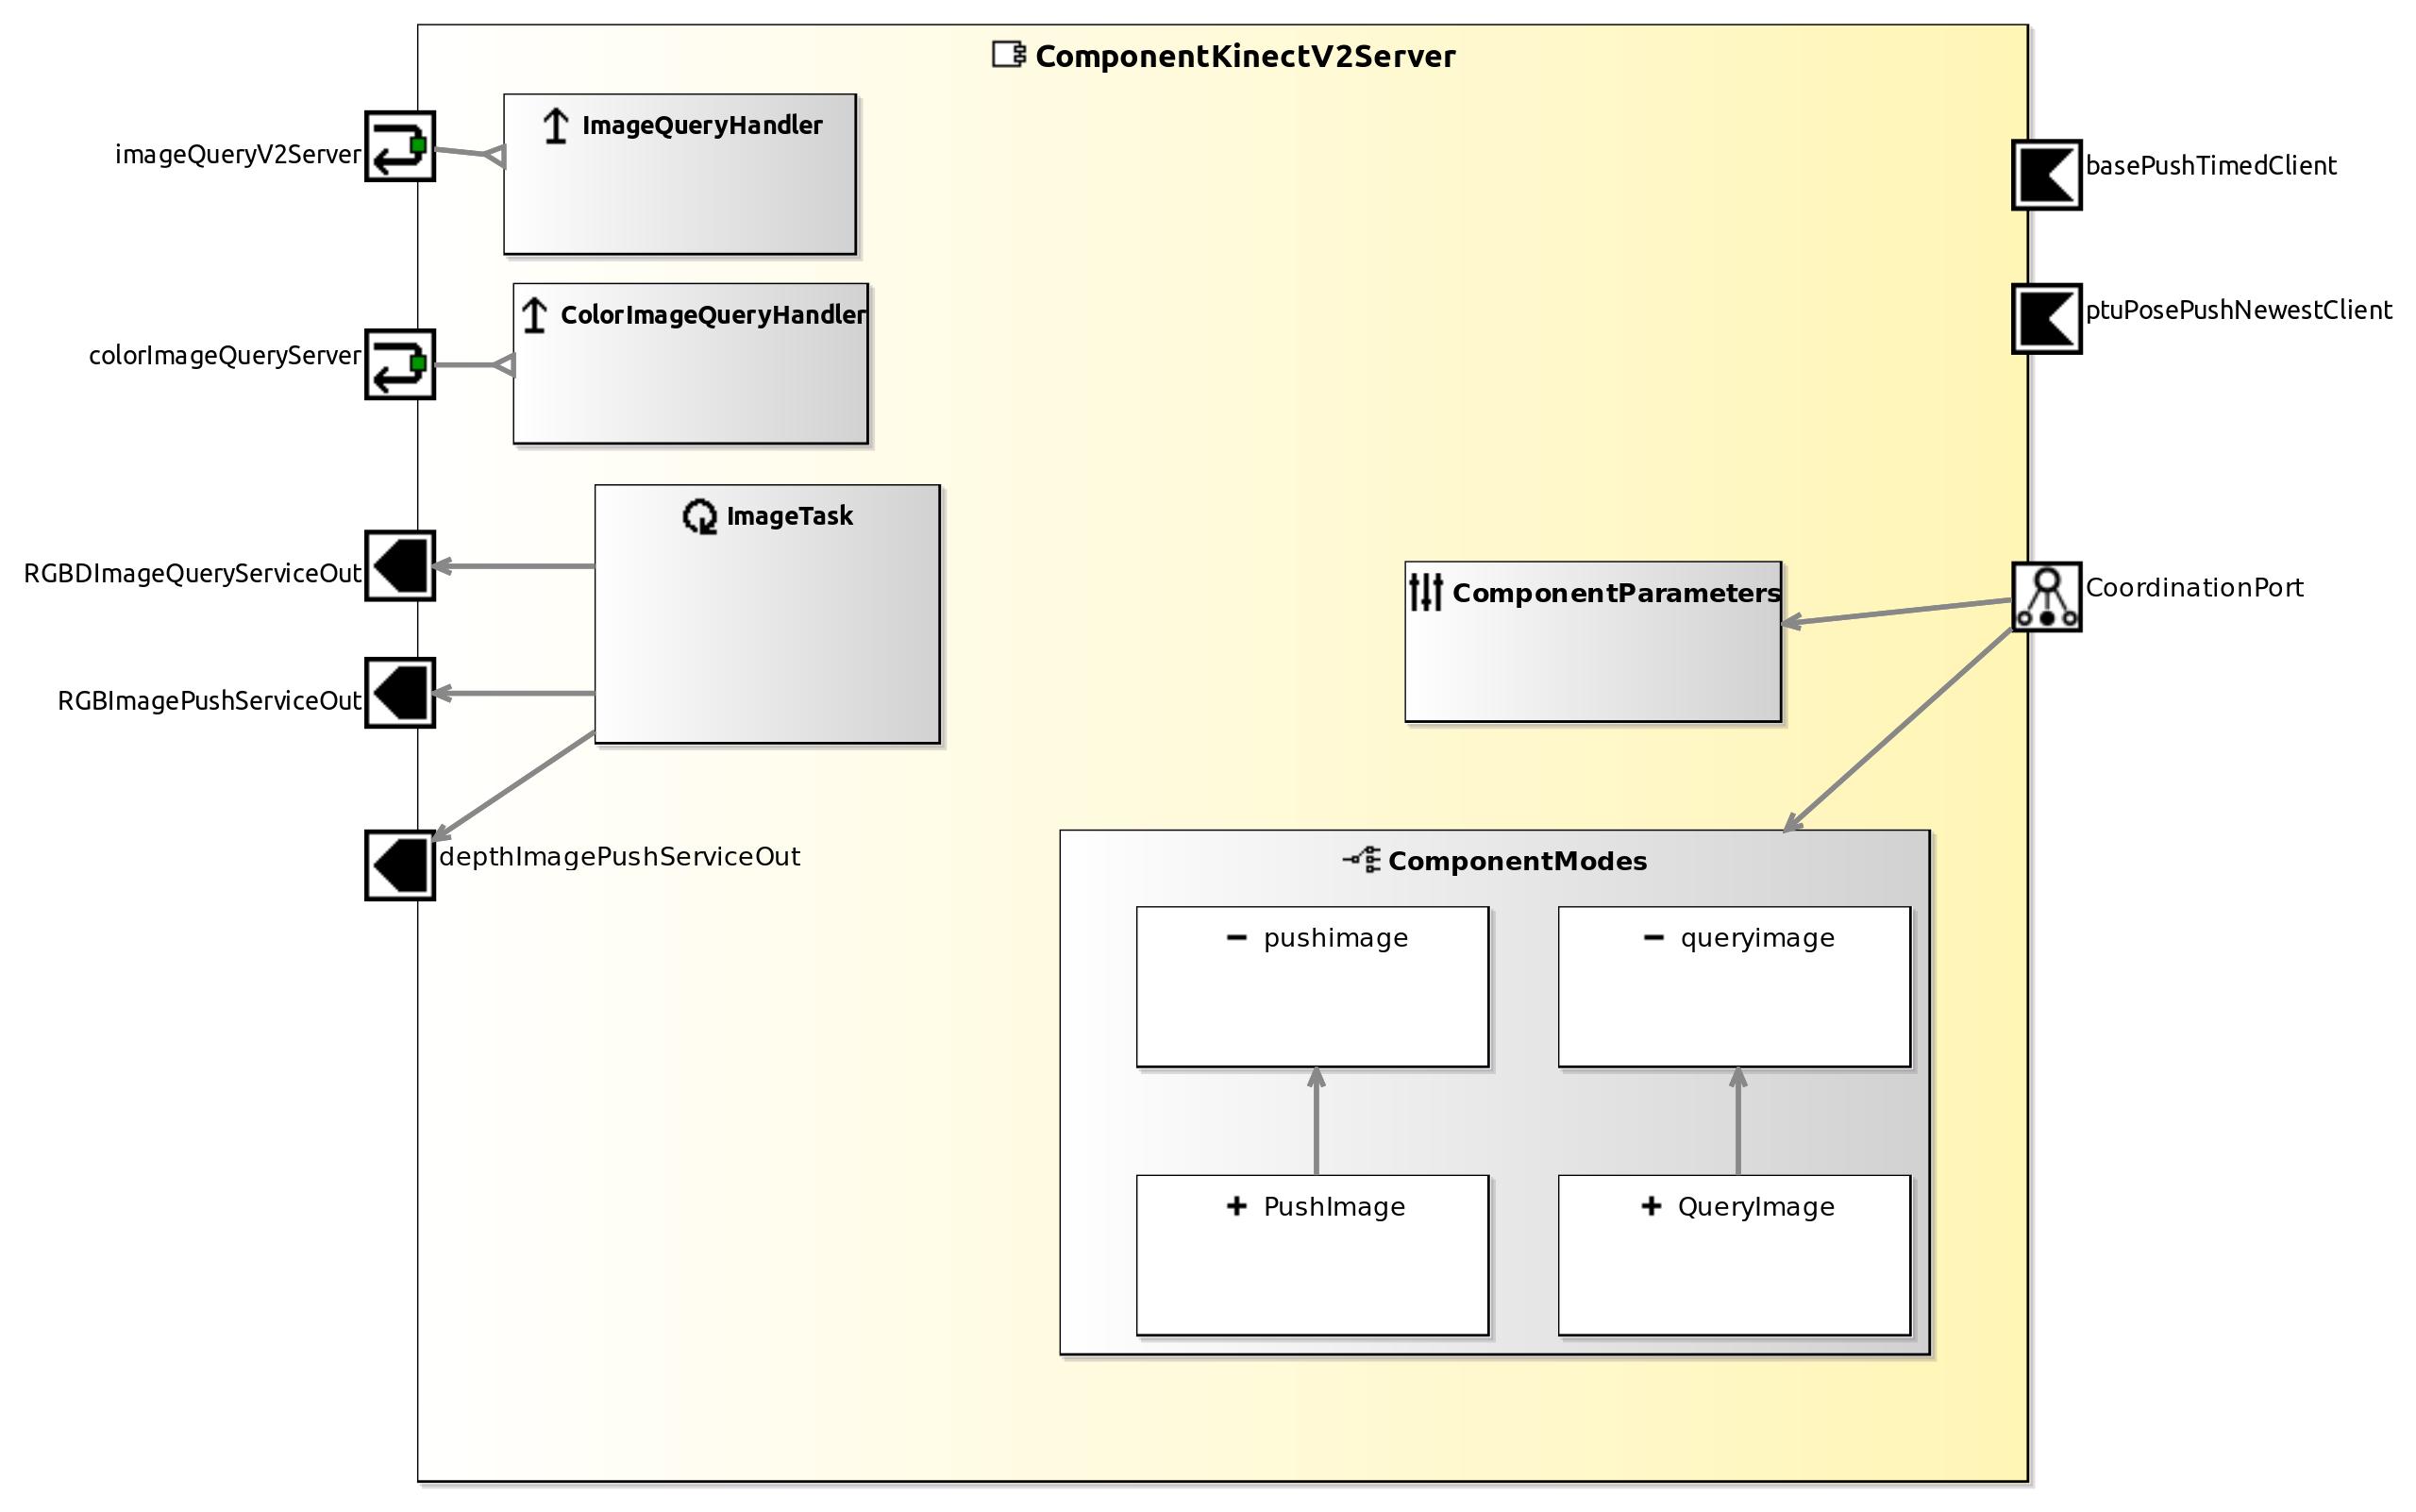 ComponentKinectV2Server
ImageQueryHandler
imageQueryV2Server
basePushTimedClient
ColorImageQueryHandler
colorImageQueryServer
ptuPosePushNewestClient
ImageTask
RGBDImageQueryServiceOut
RGBImagePushServiceOut
depthImagePushServiceOut
ComponentParameters
CoordinationPort
ComponentModes
pushimage
queryimage
PushImage
QueryImage